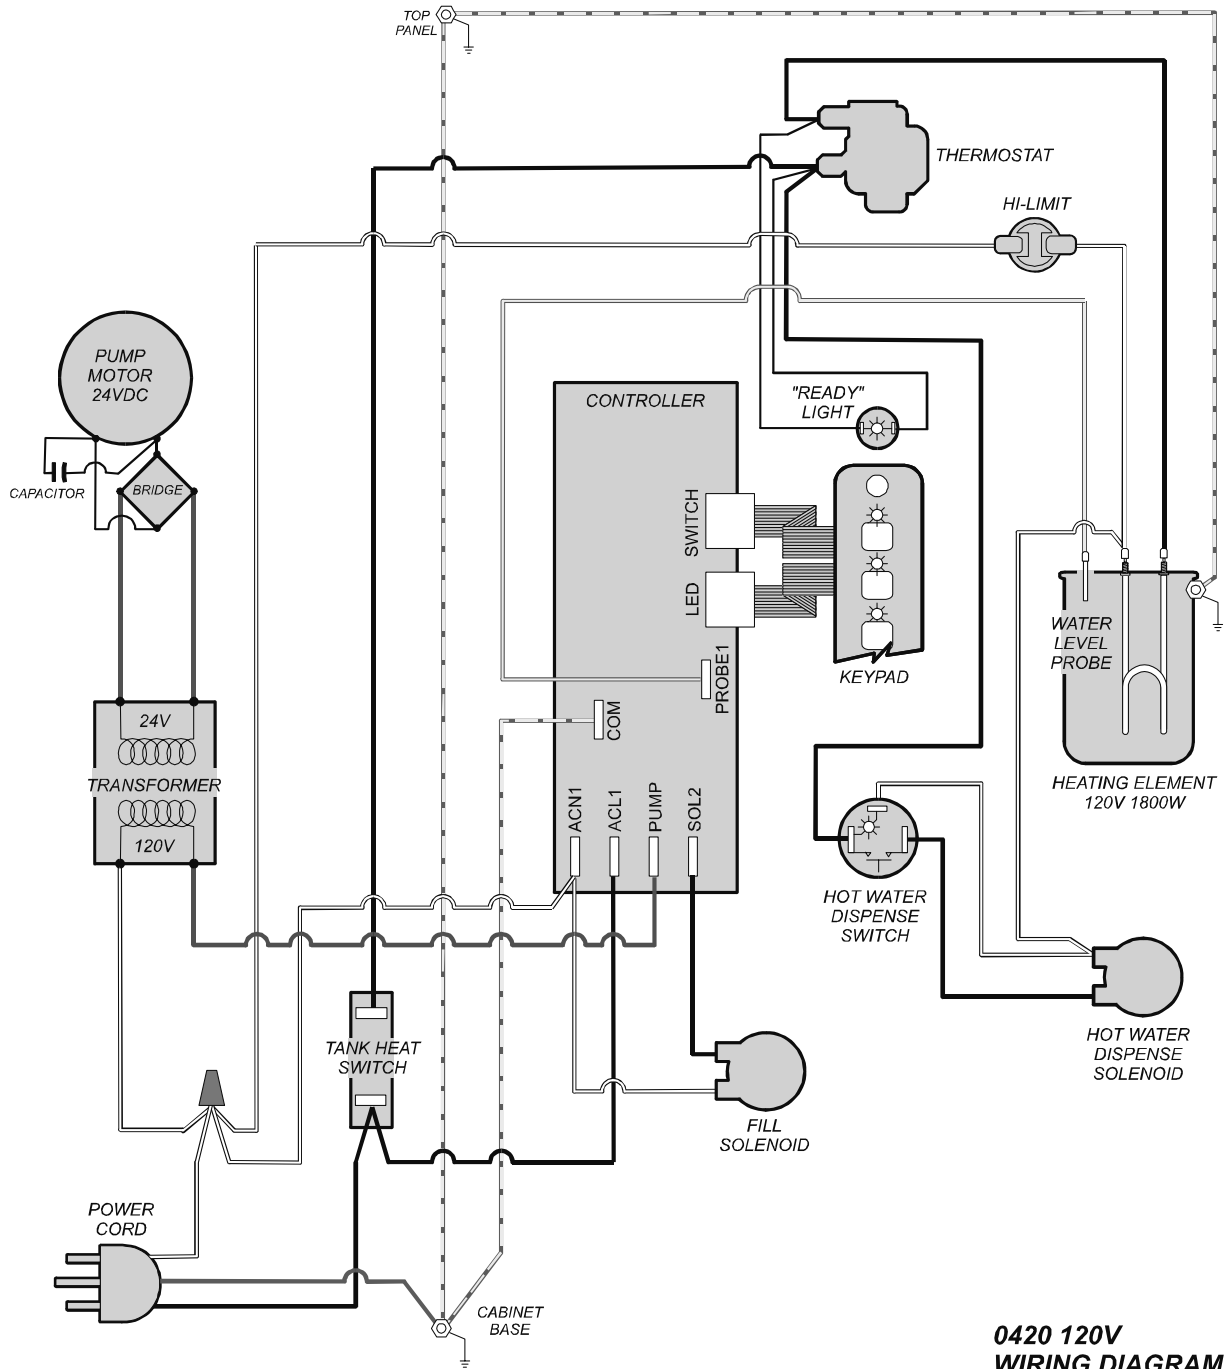 TOP
PANEL
THERMOSTAT
HI-LIMIT
PUMP
MOTOR
24VDC
CAPACITOR
BRIDGE
CONTROLLER
"READY"
LIGHT
SWITCH
LED
PROBE1
COM
KEYPAD
WATER
LEVEL
PROBE
24V
TRANSFORMER
120V
HEATING ELEMENT
120V 1800W
ACN1
ACL1
PUMP
SOL2
HOT WATER
DISPENSE
SWITCH
TANK HEAT
SWITCH
HOT WATER
DISPENSE
SOLENOID
FILL
SOLENOID
POWER
CORD
CABINET
BASE
0420 120V
WIRING DIAGRAM